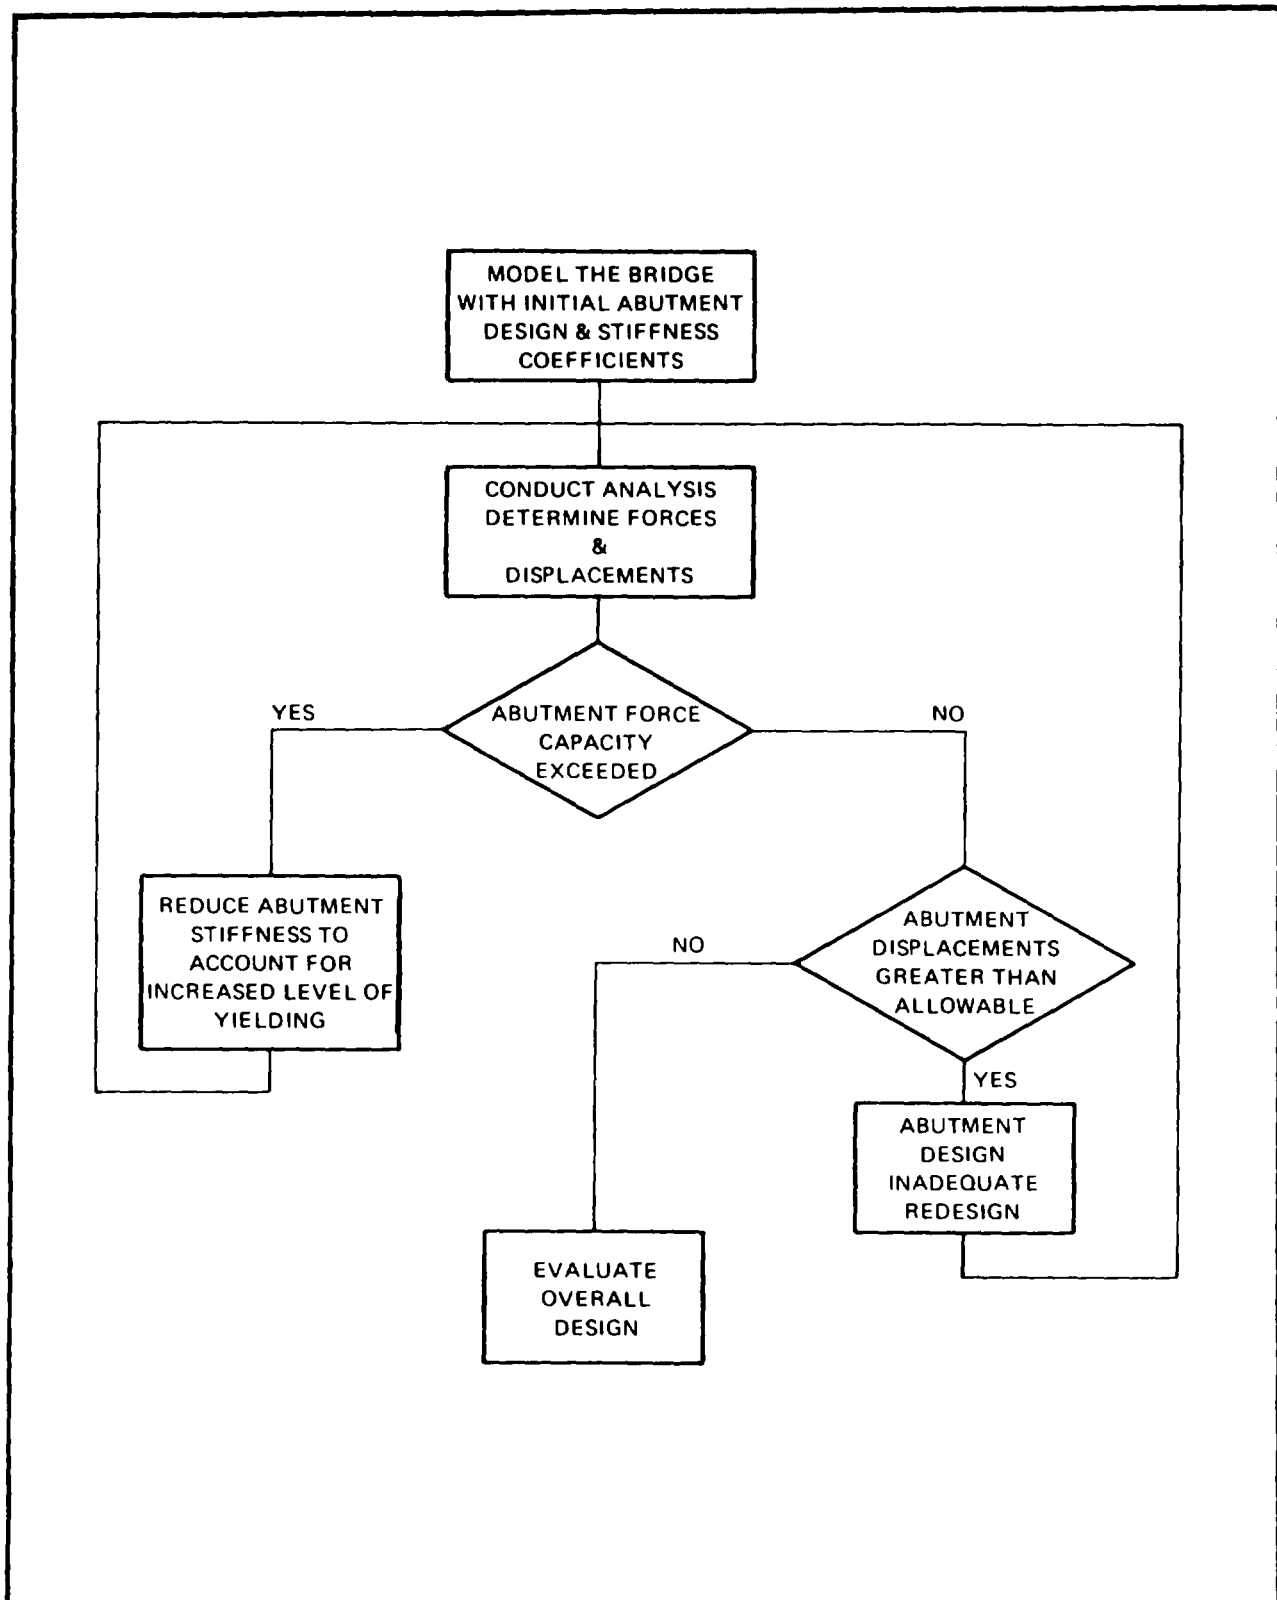 MODEL THE BRIDGE
WITH INITIAL ABUTMENT
DESIGN & STIFFNESS
COEFFICIENTS
CONDUCT ANALYSIS
DETERMINE FORCES
&
DISPLACEMENTS
YES
ABUTMENT FORCE
CAPACITY
EXCEEDED
NO
REDUCE ABUTMENT
STIFFNESS TO
ACCOUNT FOR
INCREASED LEVEL OF
YIELDING
NO
ABUTMENT
DISPLACEMENTS
GREATER THAN
ALLOWABLE
YES
ABUTMENT
DESIGN
INADEQUATE
REDESIGN
EVALUATE
OVERALL
DESIGN